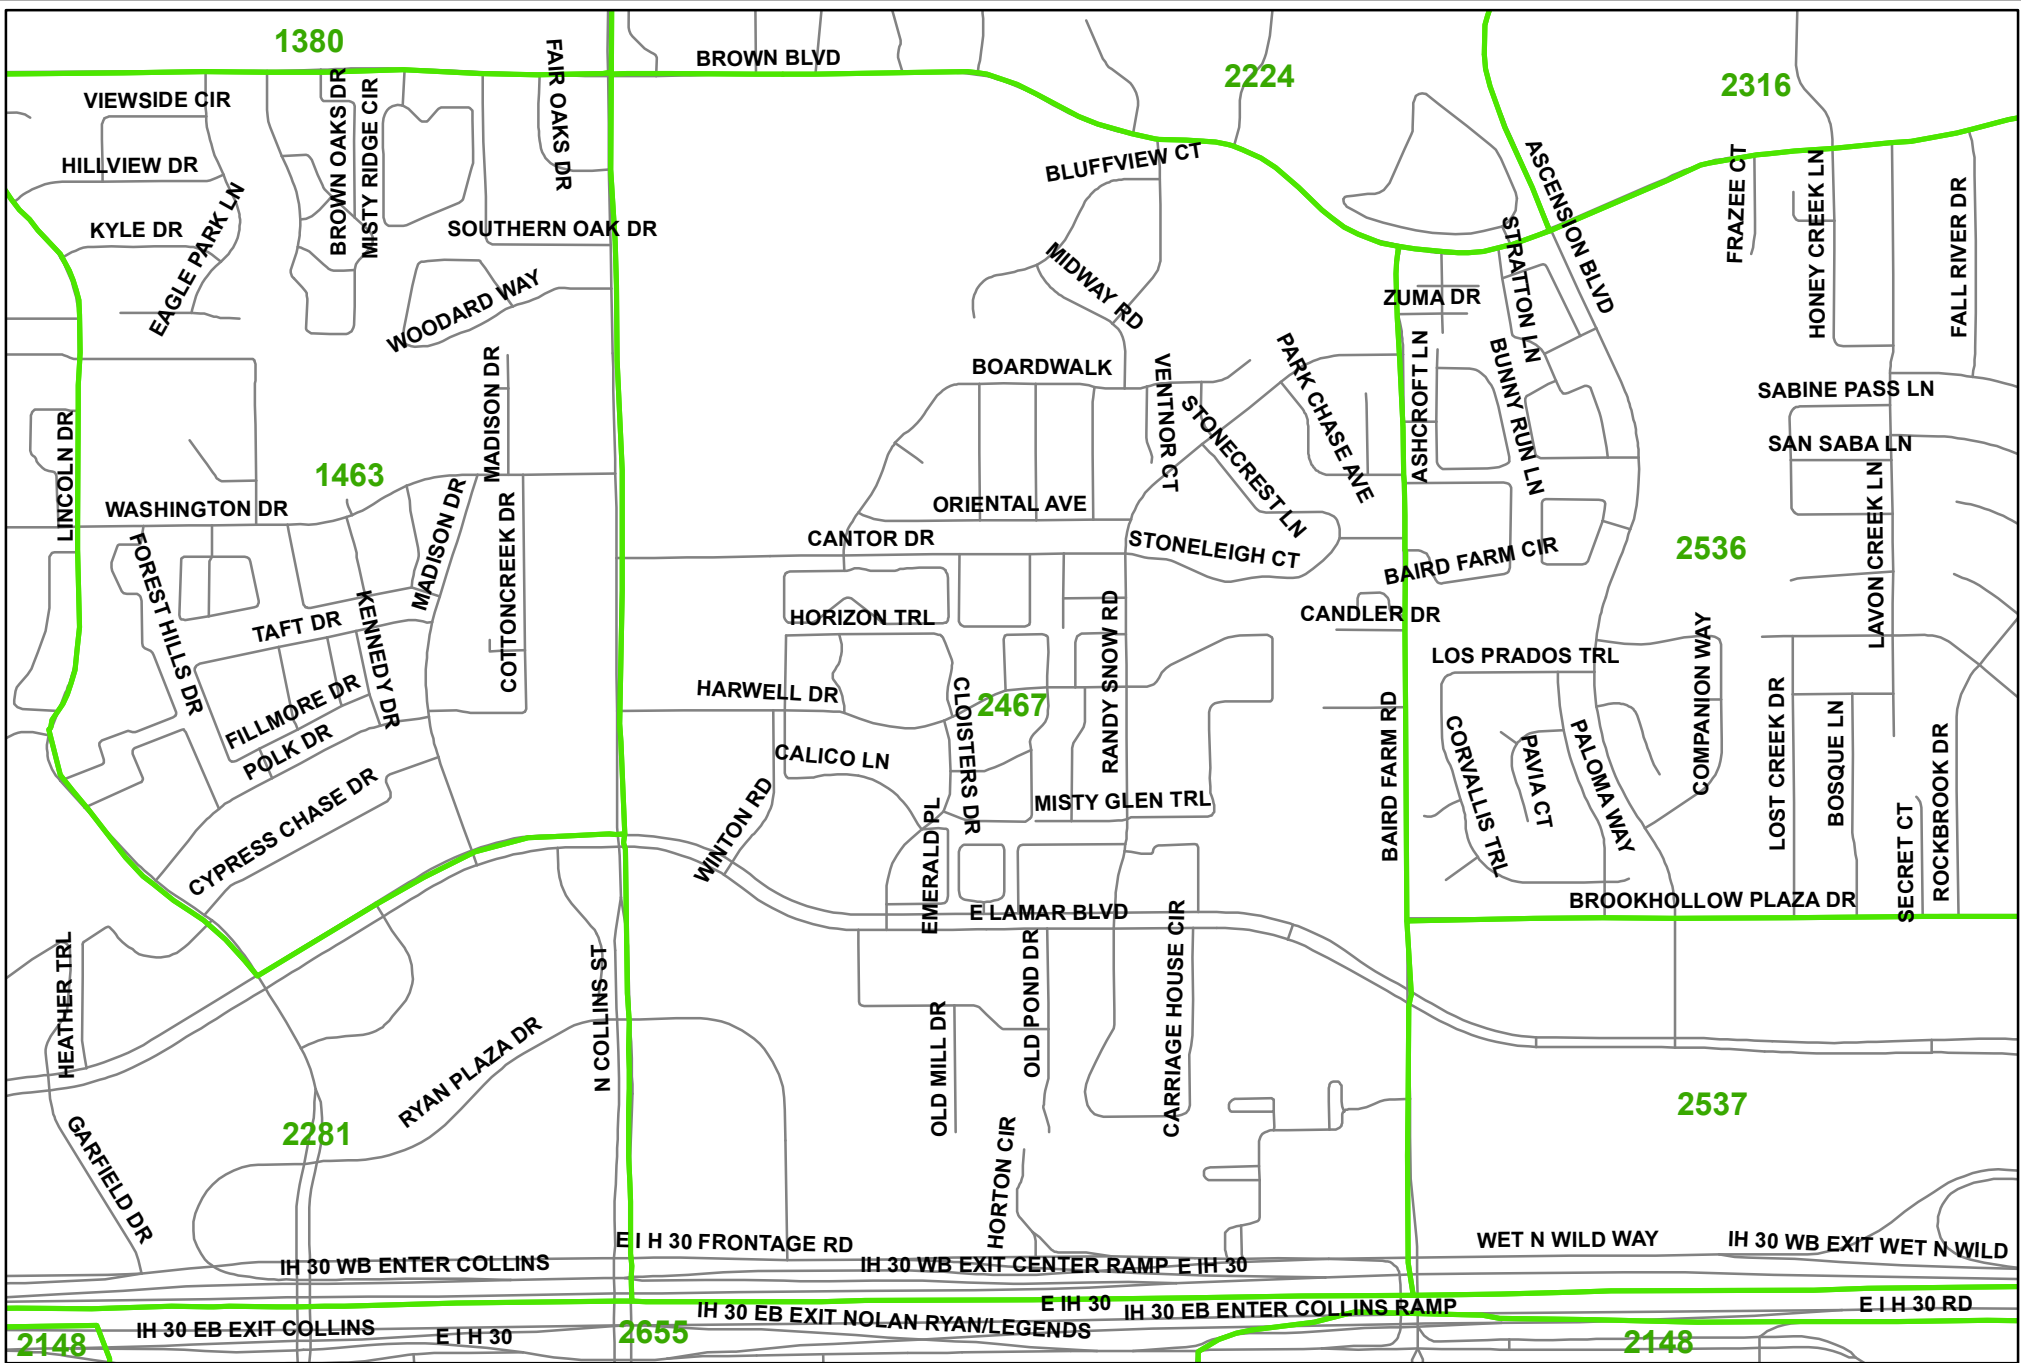 1380
BROWN BLVD
2224
2316
VIEWSIDE CIR
BROWN OAKS DR
MISTY RIDGE CIR
FAIR OAKS DR
HILLVIEW DR
BLUFFVIEW CT
ASCENSION BLVD
FRAZEE CT
HONEY CREEK LN
FALL RIVER DR
KYLE DR
EAGLE PARK LN
SOUTHERN OAK DR
MIDWAY RD
STRATTON LN
WOODARD WAY
ZUMA DR
MADISON DR
BOARDWALK
VENTNOR CT
PARK CHASE AVE
ASHCROFT LN
BUNNY RUN LN
SABINE PASS LN
STONECREST LN
LINCOLN DR
1463
SAN SABA LN
WASHINGTON DR
MADISON DR
COTTONCREEK DR
ORIENTAL AVE
LAVON CREEK LN
CANTOR DR
STONELEIGH CT
BAIRD FARM CIR
2536
FOREST HILLS DR
TAFT DR
KENNEDY DR
HORIZON TRL
RANDY SNOW RD
CANDLER DR
LOS PRADOS TRL
COMPANION WAY
FILLMORE DR
HARWELL DR
CLOISTERS DR
2467
BAIRD FARM RD
POLK DR
CALICO LN
CORVALLIS TRL
PAVIA CT
PALOMA WAY
LOST CREEK DR
BOSQUE LN
ROCKBROOK DR
CYPRESS CHASE DR
WINTON RD
EMERALD PL
MISTY GLEN TRL
SECRET CT
E LAMAR BLVD
BROOKHOLLOW PLAZA DR
HEATHER TRL
N COLLINS ST
OLD POND DR
CARRIAGE HOUSE CIR
RYAN PLAZA DR
OLD MILL DR
2537
GARFIELD DR
2281
HORTON CIR
E I H 30 FRONTAGE RD
WET N WILD WAY
IH 30 WB EXIT WET N WILD
IH 30 WB ENTER COLLINS
IH 30 WB EXIT CENTER RAMP E IH 30
E IH 30
IH 30 EB ENTER COLLINS RAMP
E I H 30 RD
IH 30 EB EXIT NOLAN RYAN/LEGENDS
IH 30 EB EXIT COLLINS
E I H 30
2655
2148
2148